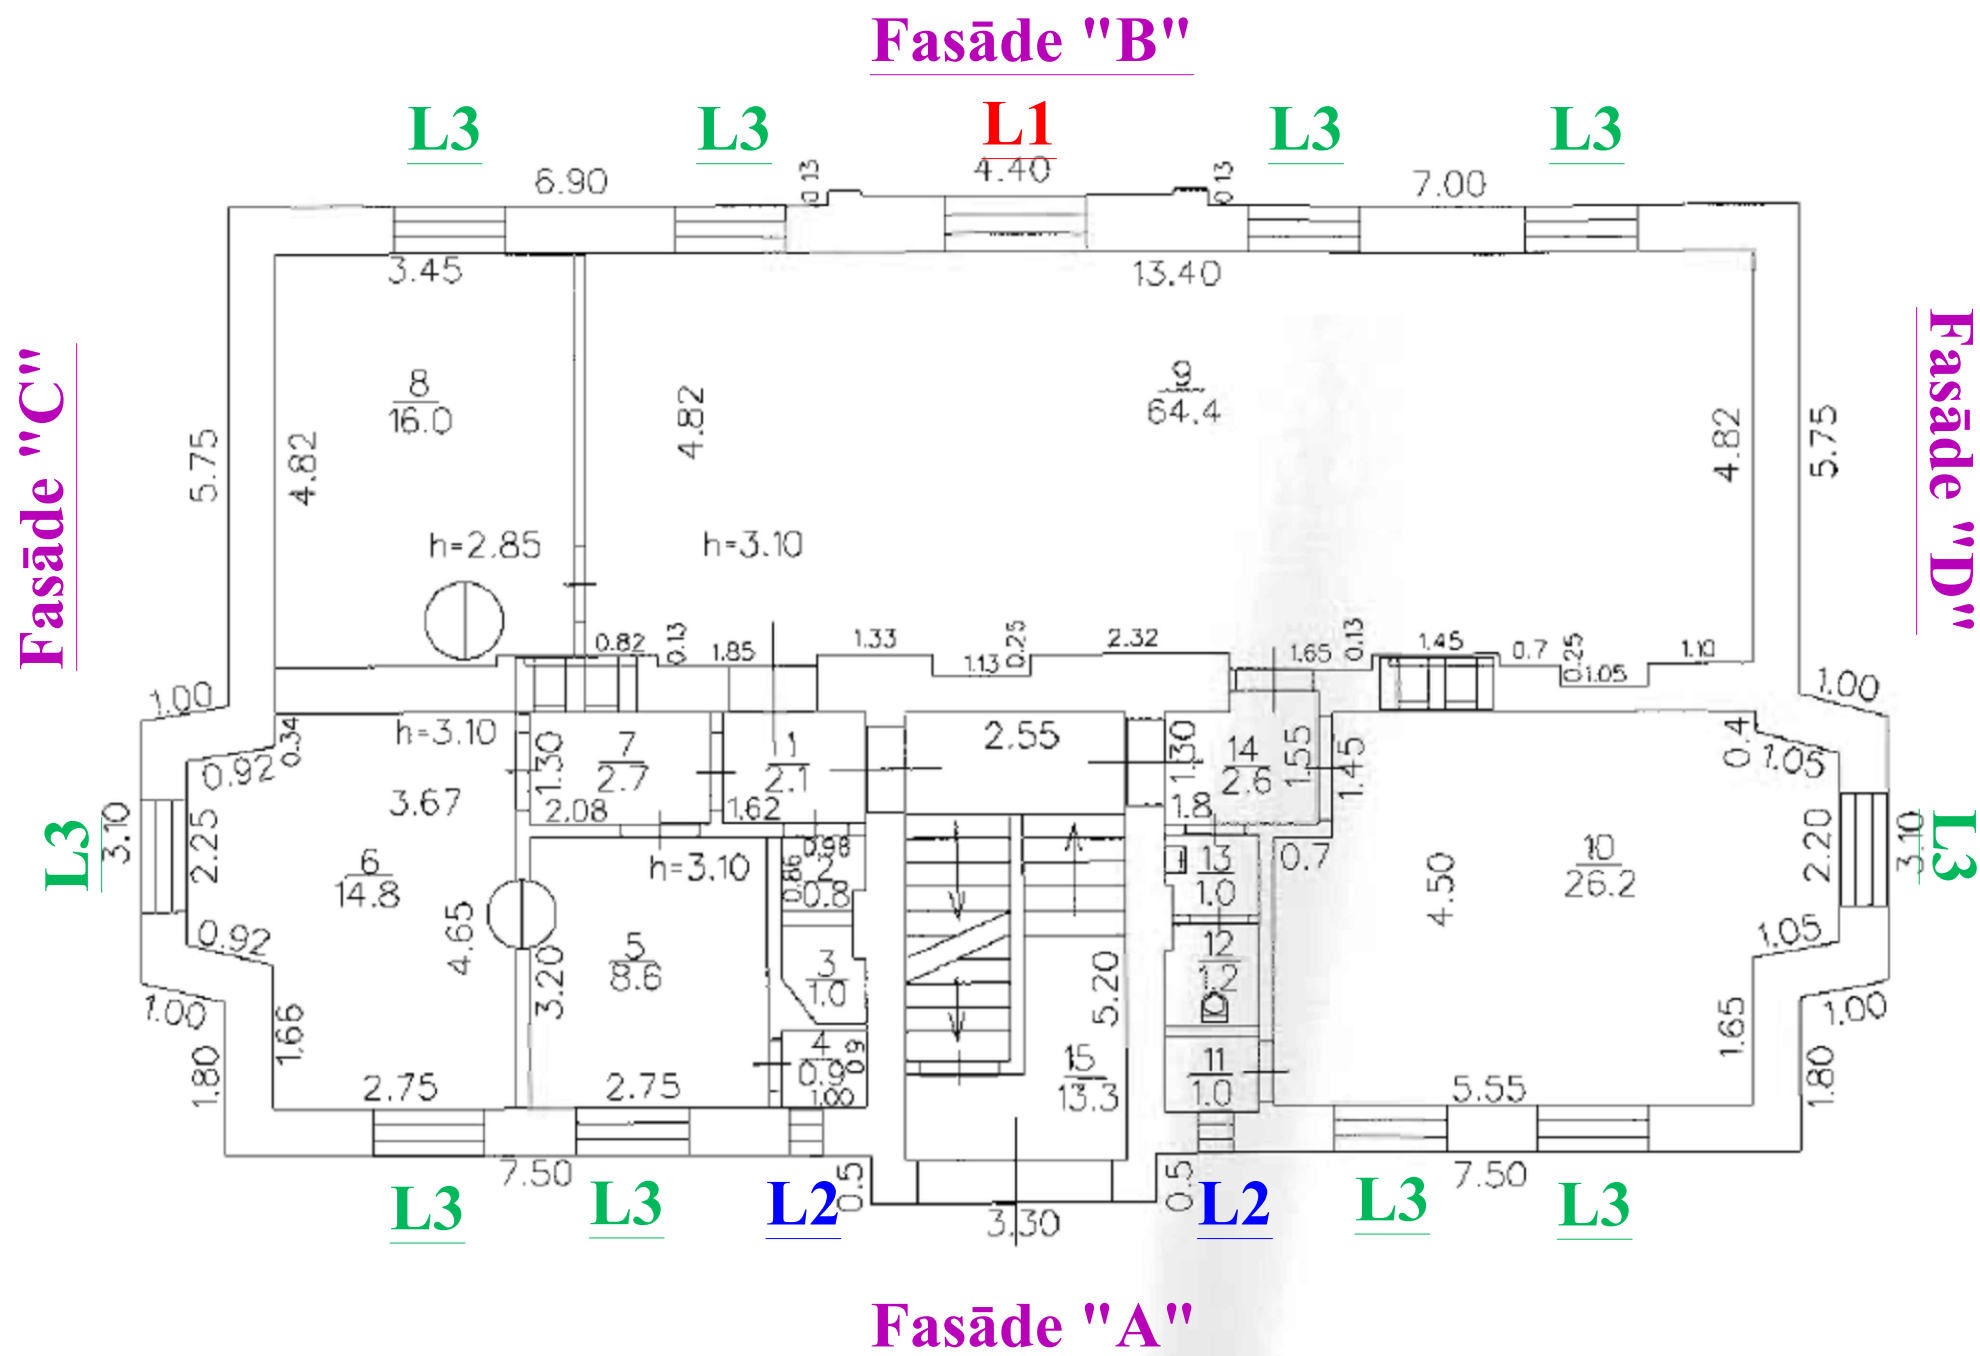 Fasāde "B"
L3 L3 L1 L3 L3
6.90 0.13 4.40 0.13 7.00
3.45 13.40
Fasāde "C"
Fasāde "D"
5.75 4.82 8 16.0 4.82 9 64.4 4.82 5.75
h=2.85 h=3.10
0.82 0.13 1.85 1.33 1.13 0.25 2.32 1.65 0.13 1.45 0.7 0.25 1.05 1.10
1.00 0.34 h=3.10 2.55 0.4 1.00
0.92 1.30 7 2.7 1 2.1 1.30 14 2.6 1.55 1.45 1.05
3.67 2.08 1.62 1.8
L3 3.10 2.25 6 14.8 h=3.10 0.98 0.86 2 0.8 13 1.0 0.7 4.50 10 26.2 2.20 3.10 L3
0.92 4.65 3.20 5 8.6 3 1.0 5.20 12 1.2 1.05
1.00 1.66 4 0.9 0.9 1.00 15 13.3 11 1.0 1.65 1.00
1.80 2.75 2.75 5.55 1.80
7.50 0.5 0.5 7.50
L3 L3 L2 3.30 L2 L3 L3
Fasāde "A"